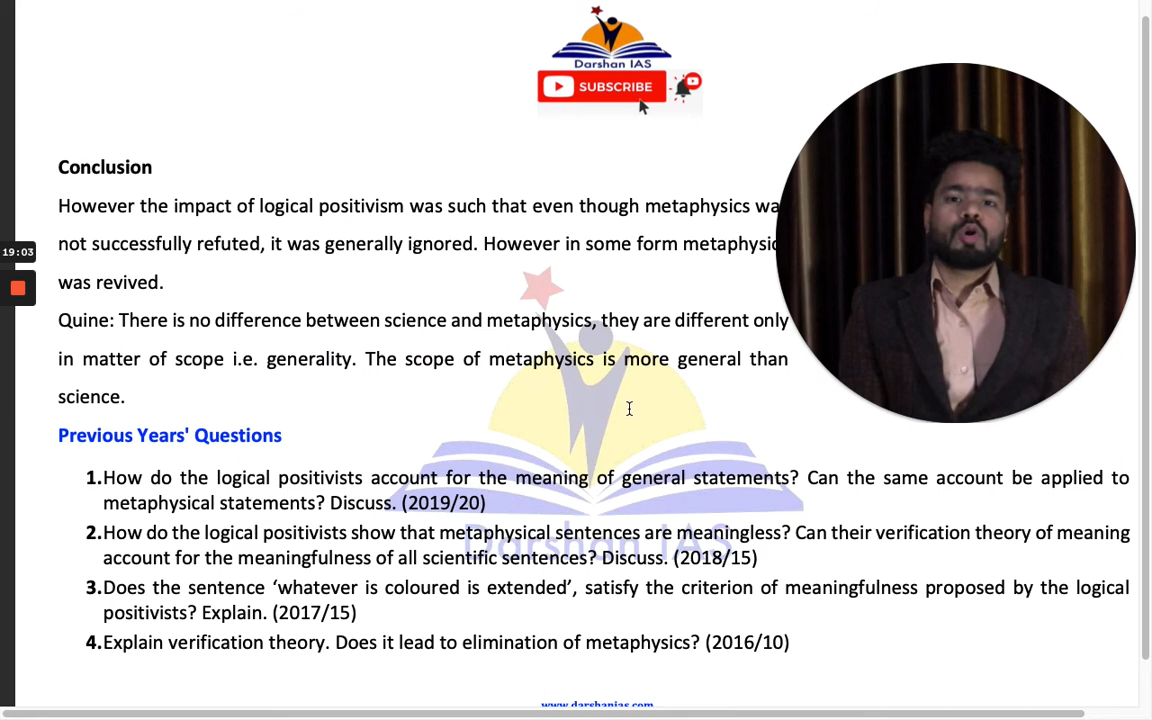 Darshan IAS
SUBSCRIBE
Conclusion
However the impact of logical positivism was such that even though metaphysics wa
not successfully refuted, it was generally ignored. However in some form metaphysic
19:03
was revived.
Quine: There is no difference between science and metaphysics, they are different only
in matter of scope i.e. generality. The scope of metaphysics is more general than
science.
Previous Years' Questions
1.How do the logical positivists account for the meaning of general statements? Can the same account be applied to
metaphysical statements? Discuss. (2019/20)
2.How do the logical positivists show that metaphysical sentences are meaningless? Can their verification theory of meaning
account for the meaningfulness of all scientific sentences? Discuss. (2018/15)
Darshan IAS
3.Does the sentence ‘whatever is coloured is extended’, satisfy the criterion of meaningfulness proposed by the logical
positivists? Explain. (2017/15)
4.Explain verification theory. Does it lead to elimination of metaphysics? (2016/10)
www.darshanias.com